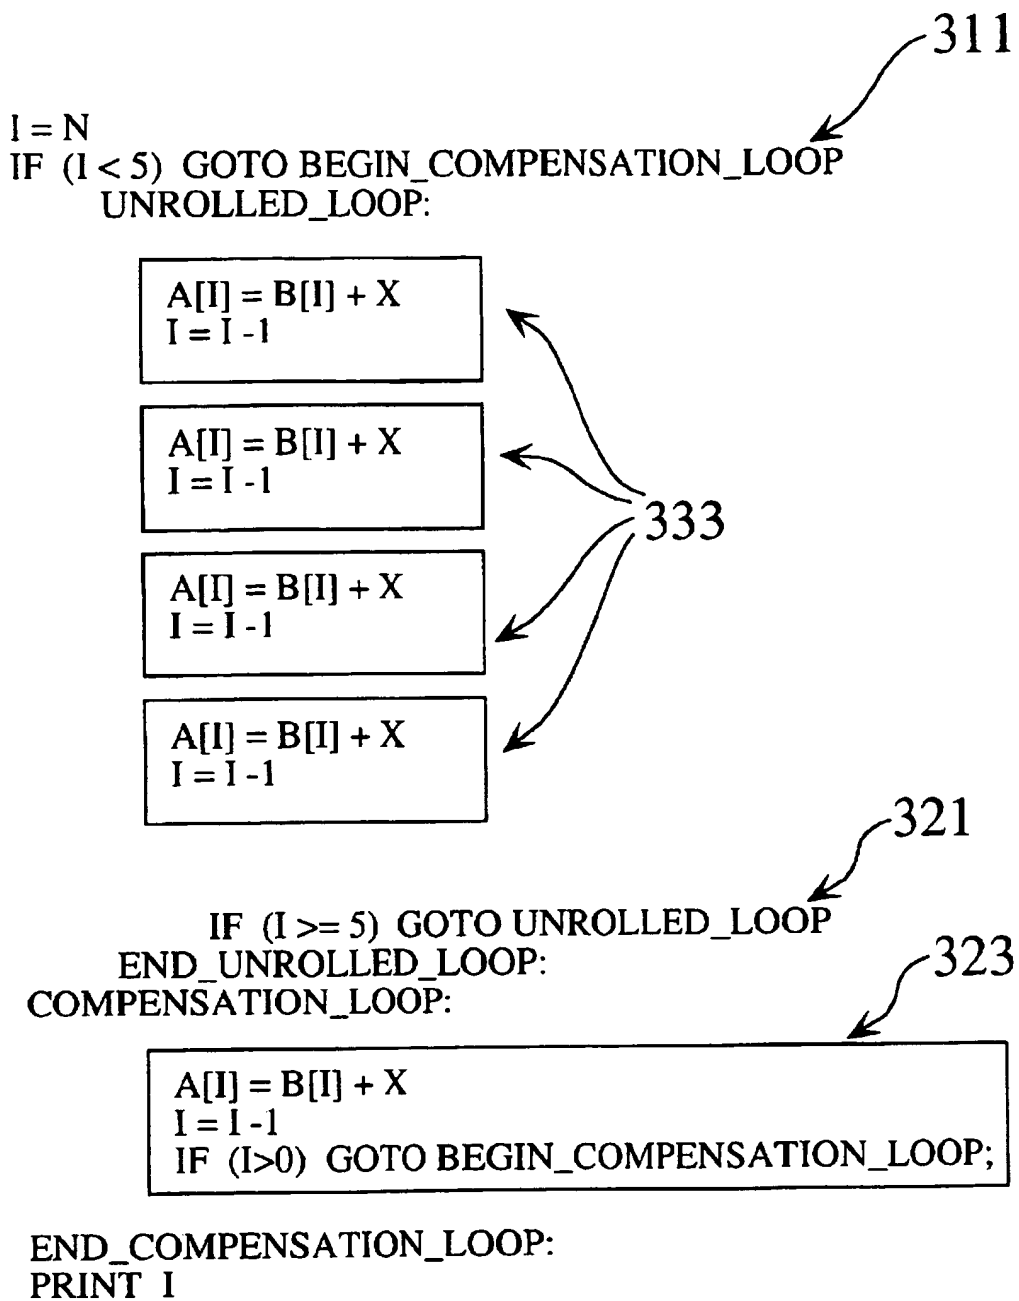 311
I = N
IF (I < 5) GOTO BEGIN_COMPENSATION_LOOP
UNROLLED_LOOP:
A[I] = B[I] + X
I = I -1
A[I] = B[I] + X
I = I -1
333
A[I] = B[I] + X
I = I -1
A[I] = B[I] + X
I = I -1
321
IF (I >= 5) GOTO UNROLLED_LOOP
END_UNROLLED_LOOP:
323
COMPENSATION_LOOP:
A[I] = B[I] + X
I = I -1
IF (I>0) GOTO BEGIN_COMPENSATION_LOOP;
END_COMPENSATION_LOOP:
PRINT I